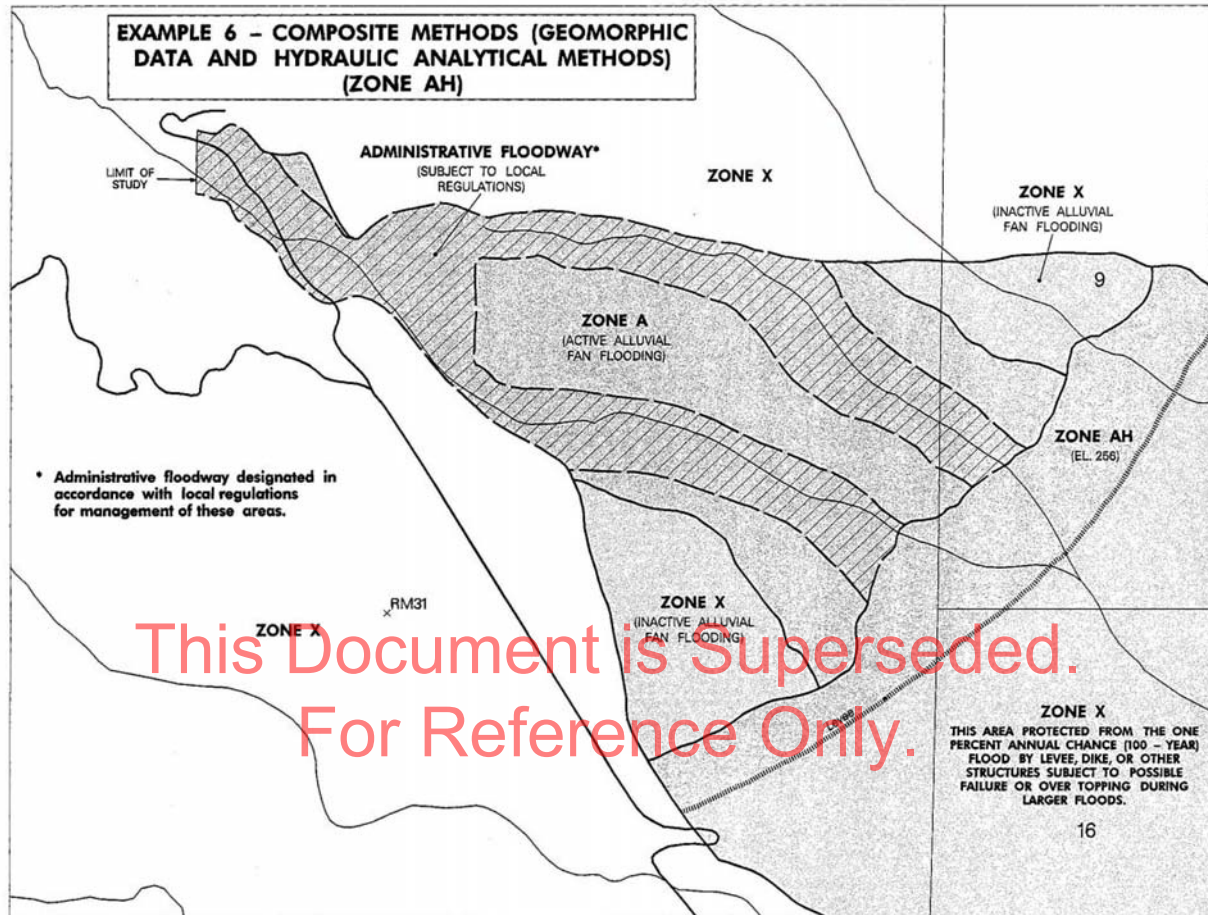 EXAMPLE 6 – COMPOSITE METHODS (GEOMORPHIC
DATA AND HYDRAULIC ANALYTICAL METHODS)
(ZONE AH)
LIMIT OF
STUDY
ADMINISTRATIVE FLOODWAY*
(SUBJECT TO LOCAL
REGULATIONS)
ZONE X
ZONE X
(INACTIVE ALLUVIAL
FAN FLOODING)
9
ZONE A
(ACTIVE ALLUVIAL
FAN FLOODING)
ZONE AH
(EL. 256)
* Administrative floodway designated in
accordance with local regulations
for management of these areas.
RM31
ZONE X
ZONE X
(INACTIVE ALLUVIAL
FAN FLOODING)
This Document is Superseded.
For Reference Only.
Levee
ZONE X
THIS AREA PROTECTED FROM THE ONE
PERCENT ANNUAL CHANCE (100 – YEAR)
FLOOD BY LEVEE, DIKE, OR OTHER
STRUCTURES SUBJECT TO POSSIBLE
FAILURE OR OVER TOPPING DURING
LARGER FLOODS.
16